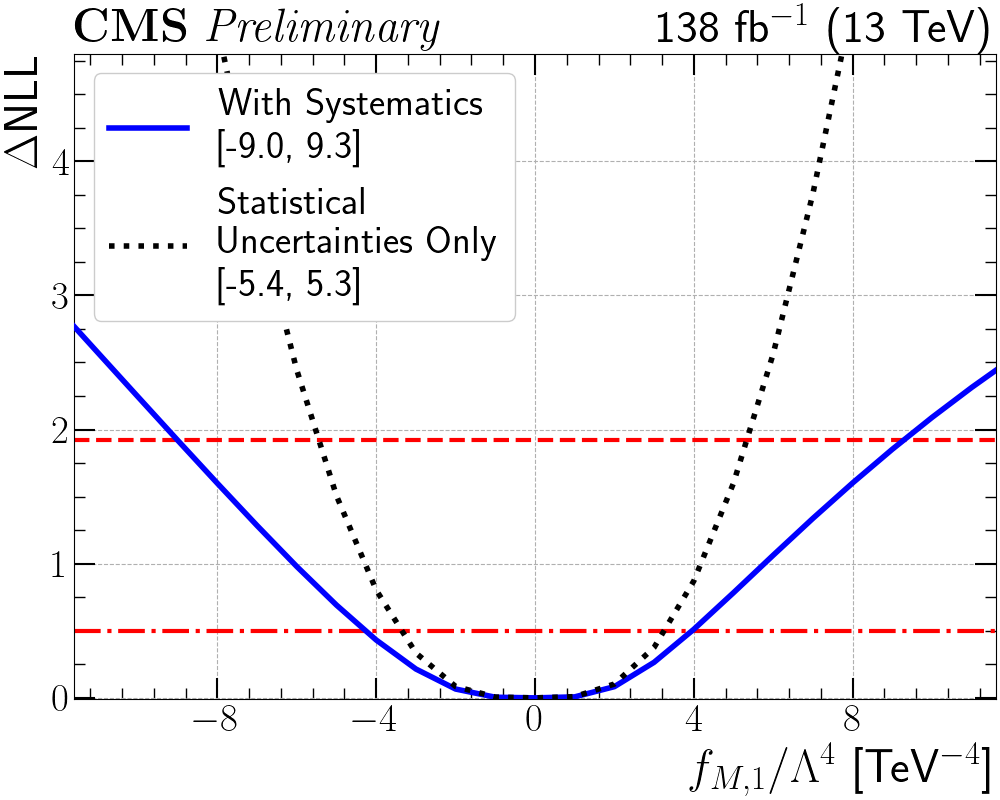 CMS Preliminary 138 fb⁻¹ (13 TeV)
ΔNLL
With Systematics
[-9.0, 9.3]
Statistical
Uncertainties Only
[-5.4, 5.3]
4
3
2
1
0
−8 −4 0 4 8
f_{M,1}/Λ⁴ [TeV⁻⁴]